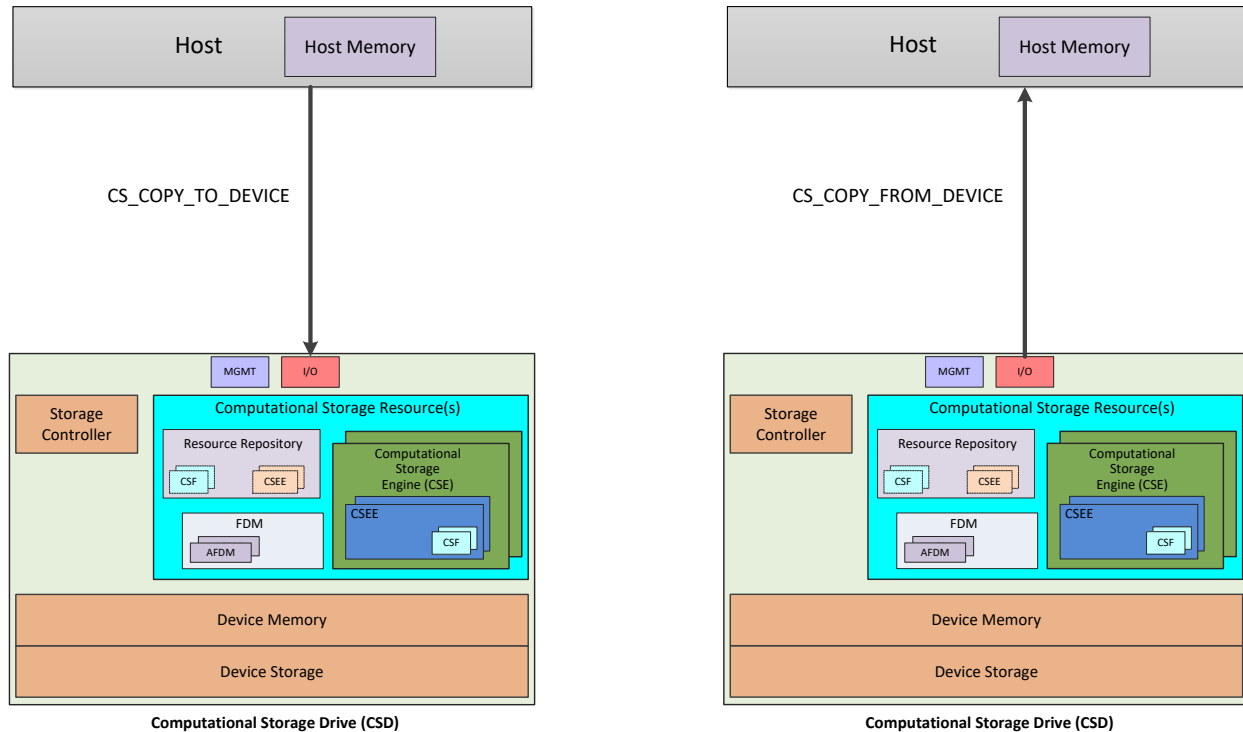 Host
Host Memory
CS_COPY_TO_DEVICE
MGMT
I/O
Storage
Controller
Computational Storage Resource(s)
Resource Repository
CSF
CSEE
Computational
Storage
Engine (CSE)
CSEE
CSF
FDM
AFDM
Device Memory
Device Storage
Computational Storage Drive (CSD)
Host
Host Memory
CS_COPY_FROM_DEVICE
MGMT
I/O
Storage
Controller
Computational Storage Resource(s)
Resource Repository
CSF
CSEE
Computational
Storage
Engine (CSE)
CSEE
CSF
FDM
AFDM
Device Memory
Device Storage
Computational Storage Drive (CSD)